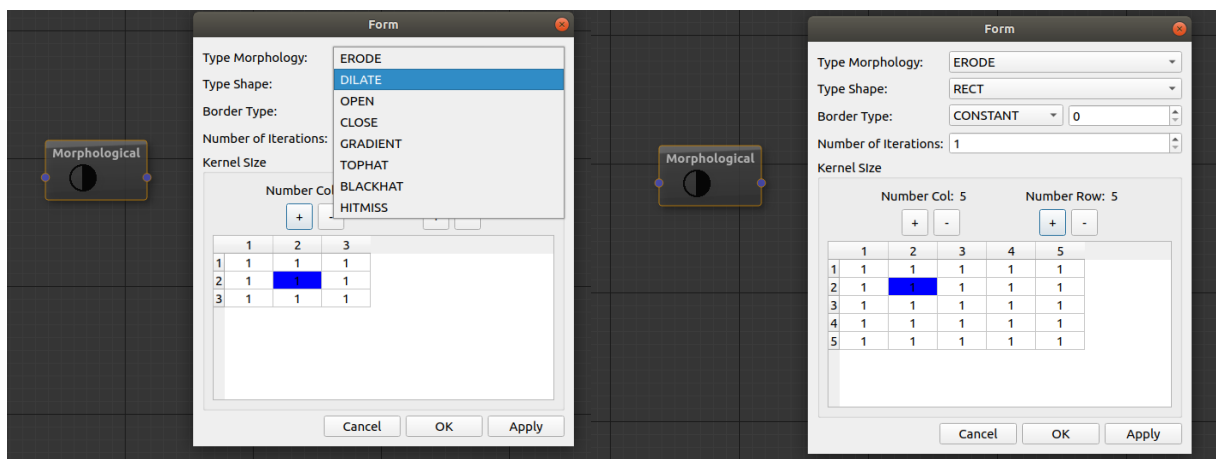 Morphological
Form
Type Morphology:
Type Shape:
Border Type:
Number of Iterations:
ERODE
DILATE
OPEN
CLOSE
GRADIENT
TOPHAT
BLACKHAT
HITMISS
Kernel SIze
Number Col
+ -
1 2 3
1 1 1 1
2 1 1 1
3 1 1 1
Cancel OK Apply
Morphological
Form
Type Morphology: ERODE
Type Shape: RECT
Border Type: CONSTANT 0
Number of Iterations: 1
Kernel SIze
Number Col: 5 Number Row: 5
+ - + -
1 2 3 4 5
1 1 1 1 1 1
2 1 1 1 1 1
3 1 1 1 1 1
4 1 1 1 1 1
5 1 1 1 1 1
Cancel OK Apply